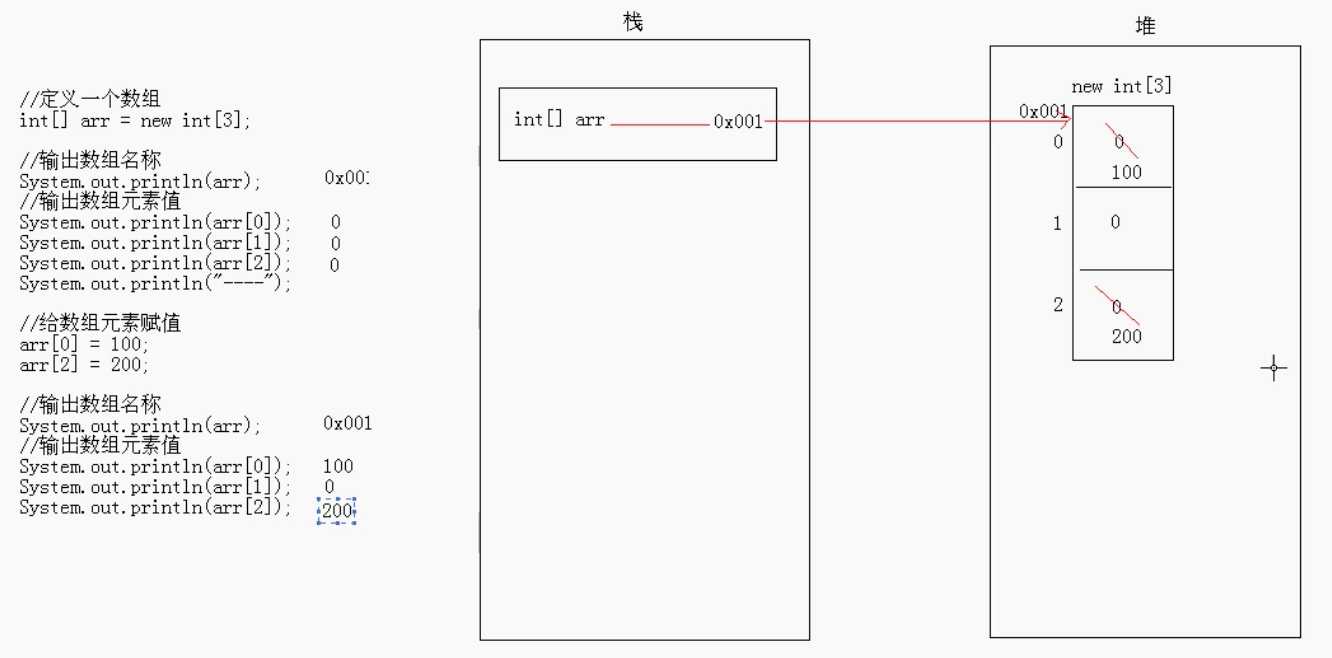 //定义一个数组
int[] arr = new int[3];
//输出数组名称
System.out.println(arr); 0x001
//输出数组元素值
System.out.println(arr[0]); 0
System.out.println(arr[1]); 0
System.out.println(arr[2]); 0
System.out.println("----");
//给数组元素赋值
arr[0] = 100;
arr[2] = 200;
//输出数组名称
System.out.println(arr); 0x001
//输出数组元素值
System.out.println(arr[0]); 100
System.out.println(arr[1]); 0
System.out.println(arr[2]); 200
栈
int[] arr 0x001
堆
new int[3]
0x001
0 0
100
1 0
2 0
200